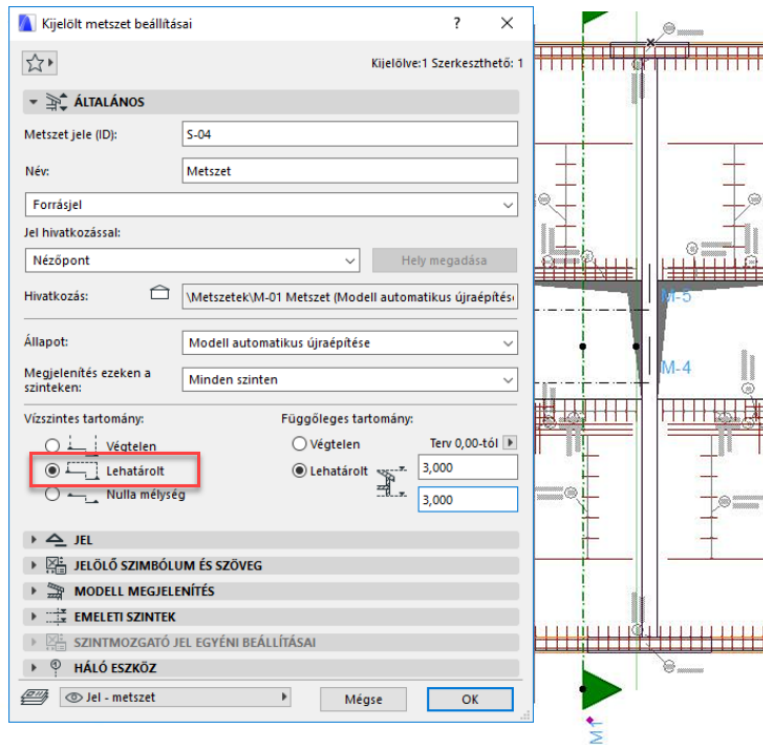 Kijelölt metszet beállításai
?
Kijelölve:1 Szerkeszthető: 1
ÁLTALÁNOS
Metszet jele (ID):
S-04
Név:
Metszet
Forrásjel
Jel hivatkozással:
Nézőpont
Hely megadása
Hivatkozás:
\Metszetek\M-01 Metszet (Modell automatikus újraépítés
Állapot:
Modell automatikus újraépítése
Megjelenítés ezeken a
szinteken:
Minden szinten
Vízszintes tartomány:
Függőleges tartomány:
Végtelen
Végtelen
Terv 0,00-tól
Lehatárolt
Lehatárolt
3,000
Nulla mélység
3,000
JEL
JELÖLŐ SZIMBÓLUM ÉS SZÖVEG
MODELL MEGJELENÍTÉS
EMELETI SZINTEK
SZINTMOZGATÓ JEL EGYÉNI BEÁLLÍTÁSAI
HÁLÓ ESZKÖZ
Jel - metszet
Mégse
OK
M-5
M-4
M1